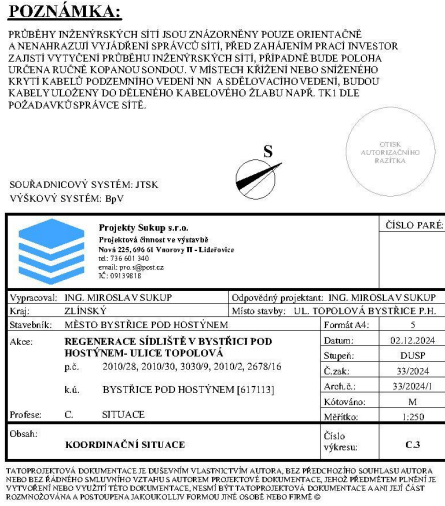 POZNÁMKA:
PRŮBĚHY INŽENÝRSKÝCH SÍTÍ JSOU ZNÁZORNĚNY POUZE ORIENTAČNĚ
A NENAHRAZUJÍ VYJÁDŘENÍ SPRÁVCŮ SÍTÍ, PŘED ZAHÁJENÍM PRACÍ INVESTOR
ZAJISTÍ VYTYČENÍ PRŮBĚHU INŽENÝRSKÝCH SÍTÍ, PŘÍPADNĚ BUDE POLOHA
URČENA RUČNĚ KOPANOU SONDOU. V MÍSTECH KŘÍŽENÍ NEBO SNÍŽENÉHO
KRYTÍ KABELŮ PODZEMNÍHO VEDENÍ NN A SDĚLOVACÍHO VEDENÍ, BUDOU
KABELY ULOŽENY DO DĚLENÉHO KABELOVÉHO ŽLABU NAPŘ. TK1 DLE
POŽADAVKŮ SPRÁVCE SÍTĚ.
OTISK
AUTORIZAČNÍHO
RAZÍTKA
S
SOUŘADNICOVÝ SYSTÉM: JTSK
VÝŠKOVÝ SYSTÉM: BpV
Projekty Sukup s.r.o.
Projektová činnost ve výstavbě
Nová 225, 696 61 Vnorovy II - Lidéřovice
tel: 736 601 340
email: pro.s@post.cz
IČ: 09139818
ČÍSLO PARÉ:
Vypracoval: ING. MIROSLAV SUKUP Odpovědný projektant: ING. MIROSLAV SUKUP
Kraj: ZLÍNSKÝ Místo stavby: UL. TOPOLOVÁ BYSTŘICE P.H.
Stavebník: MĚSTO BYSTŘICE POD HOSTÝNEM Formát A4: 5
Akce: REGENERACE SÍDLIŠTĚ V BYSTŘICI POD
HOSTÝNEM- ULICE TOPOLOVÁ
p.č. 2010/28, 2010/30, 3030/9, 2010/2, 2678/16
k.ú. BYSTŘICE POD HOSTÝNEM [617113]
Profese: C. SITUACE
Datum: 02.12.2024
Stupeň: DUSP
Č.zak: 33/2024
Arch.č.: 33/2024/1
Kótováno: M
Měřítko: 1:250
Obsah:
KOORDINAČNÍ SITUACE
Číslo
výkresu: C.3
TATO PROJEKTOVÁ DOKUMENTACE JE DUŠEVNÍM VLASTNICTVÍM AUTORA, BEZ PŘEDCHOZÍHO SOUHLASU AUTORA
NEBO BEZ ŘÁDNÉHO SMLUVNÍHO VZTAHU S AUTOREM PROJEKTOVÉ DOKUMENTACE, JEHOŽ PŘEDMĚTEM PLNĚNÍ JE
VYTVOŘENÍ NEBO VYUŽITÍ TÉTO DOKUMENTACE, NESMÍ BÝT TATO PROJEKTOVÁ DOKUMENTACE A ANI JEJÍ ČÁST
ROZMNOŽOVÁNA A POSTOUPENA JAKOUKOLIV FORMOU JINÉ OSOBĚ NEBO FIRMĚ ©